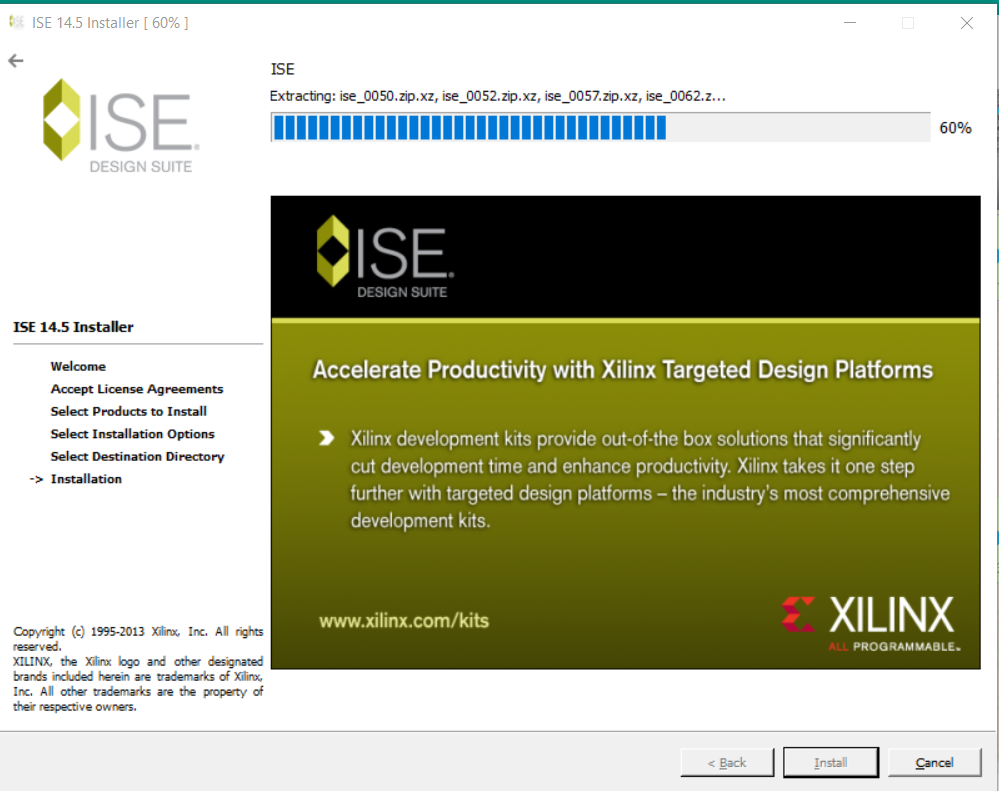 ISE 14.5 Installer [ 60% ]
ISE
DESIGN SUITE
ISE
Extracting: ise_0050.zip.xz, ise_0052.zip.xz, ise_0057.zip.xz, ise_0062.z...
60%
ISE.
DESIGN SUITE
Accelerate Productivity with Xilinx Targeted Design Platforms
Xilinx development kits provide out-of-the box solutions that significantly
cut development time and enhance productivity. Xilinx takes it one step
further with targeted design platforms – the industry's most comprehensive
development kits.
www.xilinx.com/kits
XILINX
ALL PROGRAMMABLE™
ISE 14.5 Installer
Welcome
Accept License Agreements
Select Products to Install
Select Installation Options
Select Destination Directory
-> Installation
Copyright (c) 1995-2013 Xilinx, Inc. All rights
reserved.
XILINX, the Xilinx logo and other designated
brands included herein are trademarks of Xilinx,
Inc. All other trademarks are the property of
their respective owners.
< Back
Install
Cancel